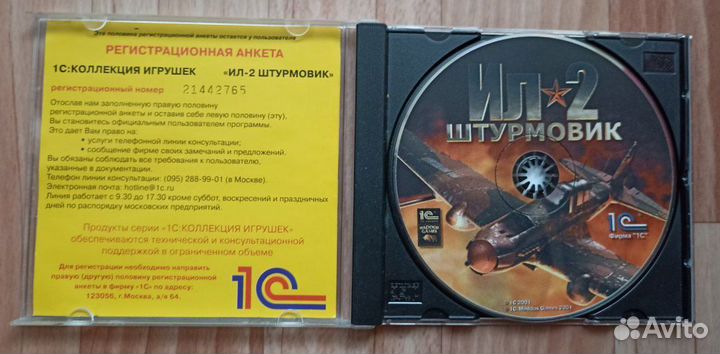 Эта половина регистрационной анкеты остается у пользователя
РЕГИСТРАЦИОННАЯ АНКЕТА
1С:КОЛЛЕКЦИЯ ИГРУШЕК «ИЛ-2 ШТУРМОВИК»
регистрационный номер 21442765
Отослав нам заполненную правую половину
регистрационной анкеты и оставив себе левую половину (эту),
Вы становитесь официальным пользователем программы.
Это дает Вам право на:
• услуги телефонной линии консультации;
• сообщение фирме своих замечаний и предложений.
Вы обязаны соблюдать все требования к пользователю,
указанные в документации.
Телефон линии консультации: (095) 288-99-01 (в Москве).
Электронная почта: hotline@1c.ru
Линия работает с 9.30 до 17.30 кроме суббот, воскресений и праздничных
дней по распорядку московских предприятий.
Продукты серии «1С:КОЛЛЕКЦИЯ ИГРУШЕК»
обеспечиваются технической и консультационной
поддержкой в ограниченном объеме
Для регистрации необходимо направить
правую (другую) половину регистрационной
анкеты в фирму «1С» по адресу:
123056, г.Москва, а/я 64.
1С
ИЛ 2
ШТУРМОВИК
1С
MADDOX
GAMES
1С
Фирма "1С"
© 1С 2001
1С-Maddox Games 2001
Avito